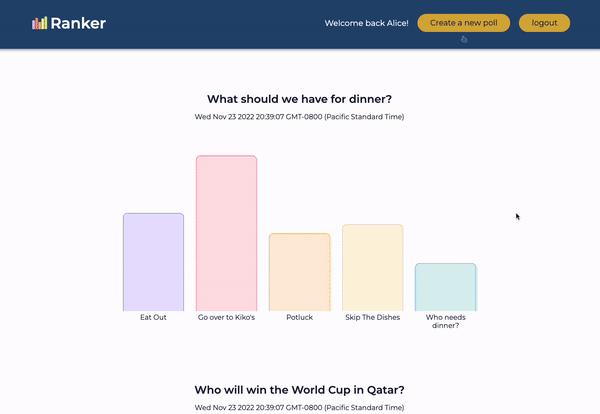 Ranker
Welcome back Alice!
Create a new poll
logout
What should we have for dinner?
Wed Nov 23 2022 20:39:07 GMT-0800 (Pacific Standard Time)
Eat Out
Go over to Kiko's
Potluck
Skip The Dishes
Who needs
dinner?
Who will win the World Cup in Qatar?
Wed Nov 23 2022 20:39:07 GMT-0800 (Pacific Standard Time)